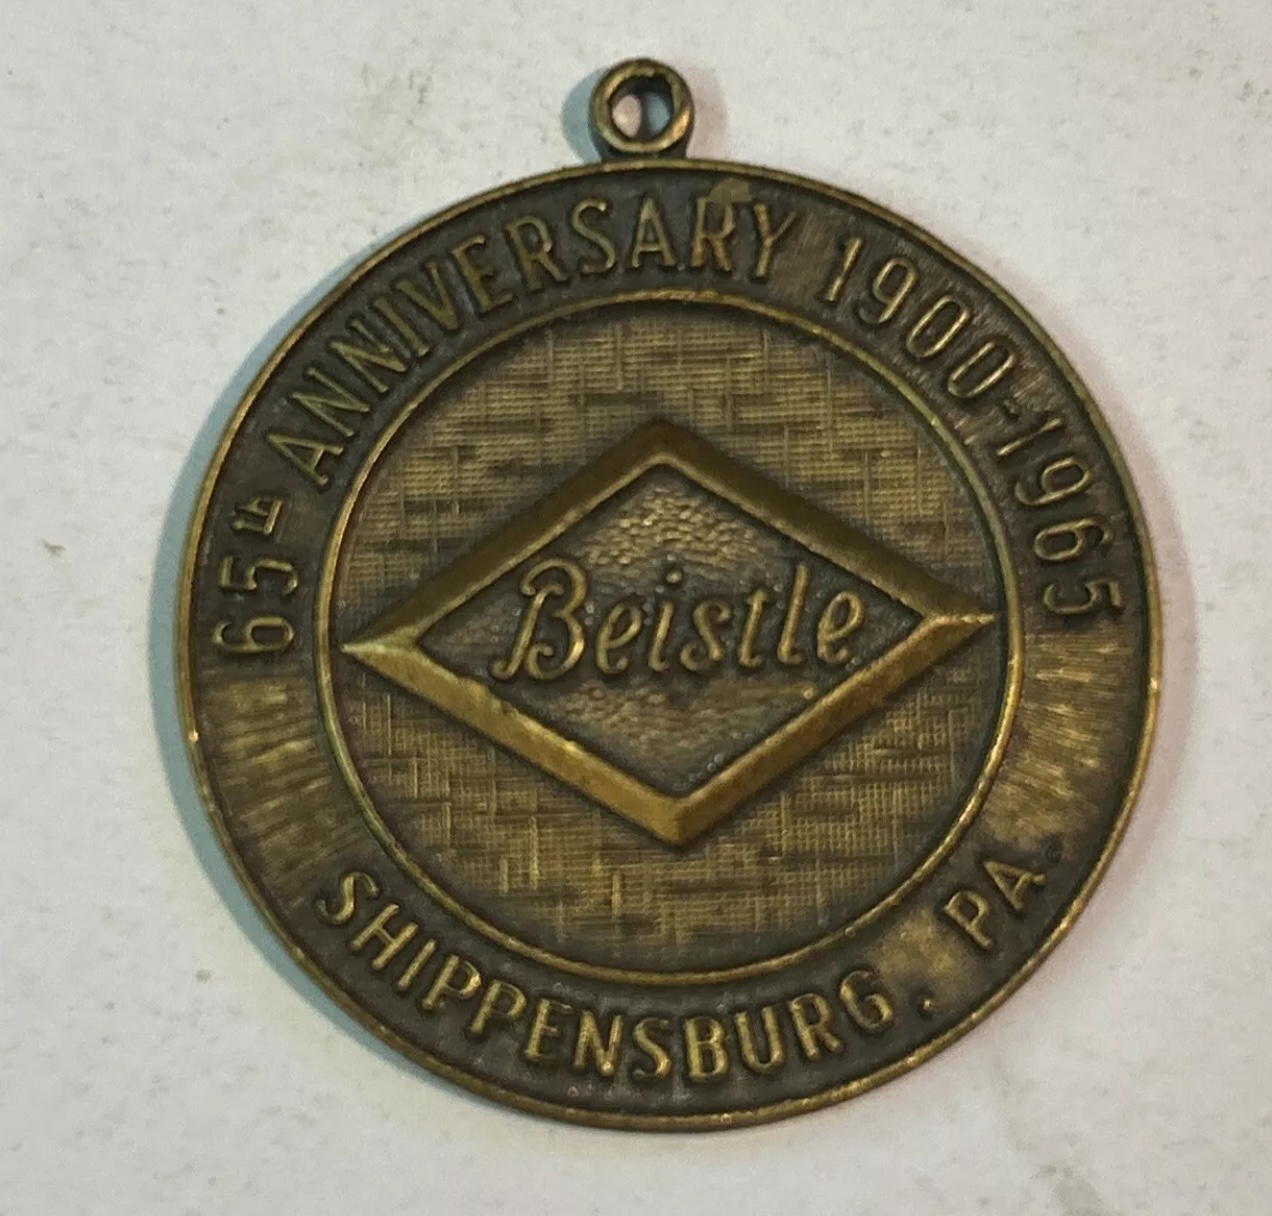 65th ANNIVERSARY 1900-1965
Beistle
SHIPPENSBURG, PA.